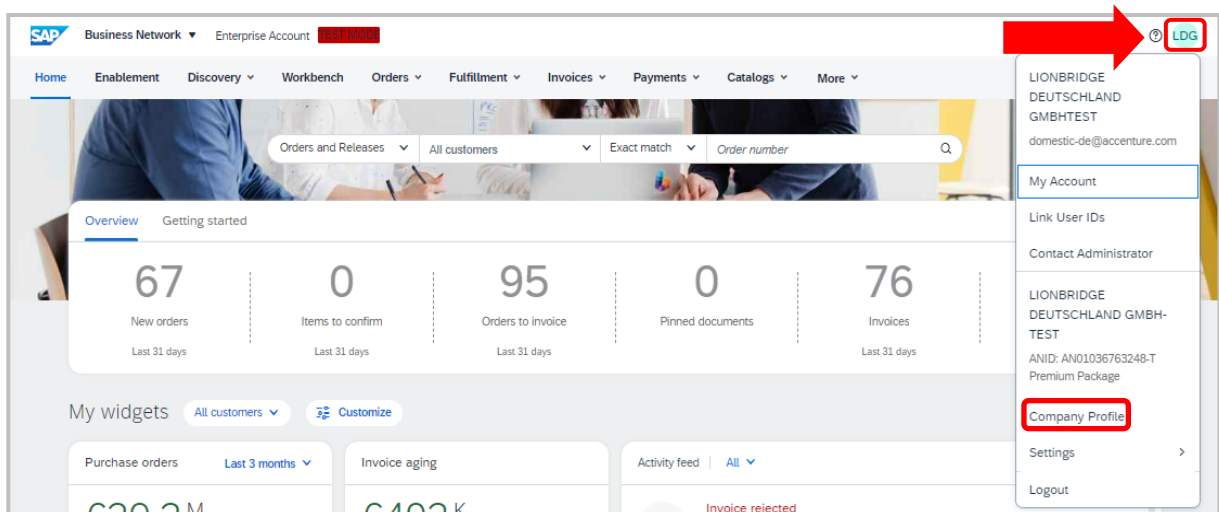 SAP Business Network Enterprise Account TEST MODE LDG
Home Enablement Discovery Workbench Orders Fulfillment Invoices Payments Catalogs More
Orders and Releases All customers Exact match Order number
Overview Getting started
67 0 95 0 76
New orders Items to confirm Orders to invoice Pinned documents Invoices
Last 31 days Last 31 days Last 31 days Last 31 days
My widgets All customers Customize
Purchase orders Last 3 months Invoice aging Activity feed All
Invoice rejected
LIONBRIDGE
DEUTSCHLAND
GMBHTEST
domestic-de@accenture.com
My Account
Link User IDs
Contact Administrator
LIONBRIDGE
DEUTSCHLAND GMBH-
TEST
ANID: AN01036763248-T
Premium Package
Company Profile
Settings
Logout